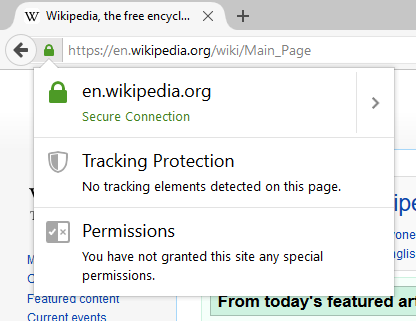 Wikipedia, the free encycl...
https://en.wikipedia.org/wiki/Main_Page
en.wikipedia.org
Secure Connection
Tracking Protection
No tracking elements detected on this page.
Permissions
You have not granted this site any special
permissions.
Featured content
Current events
From today's featured art